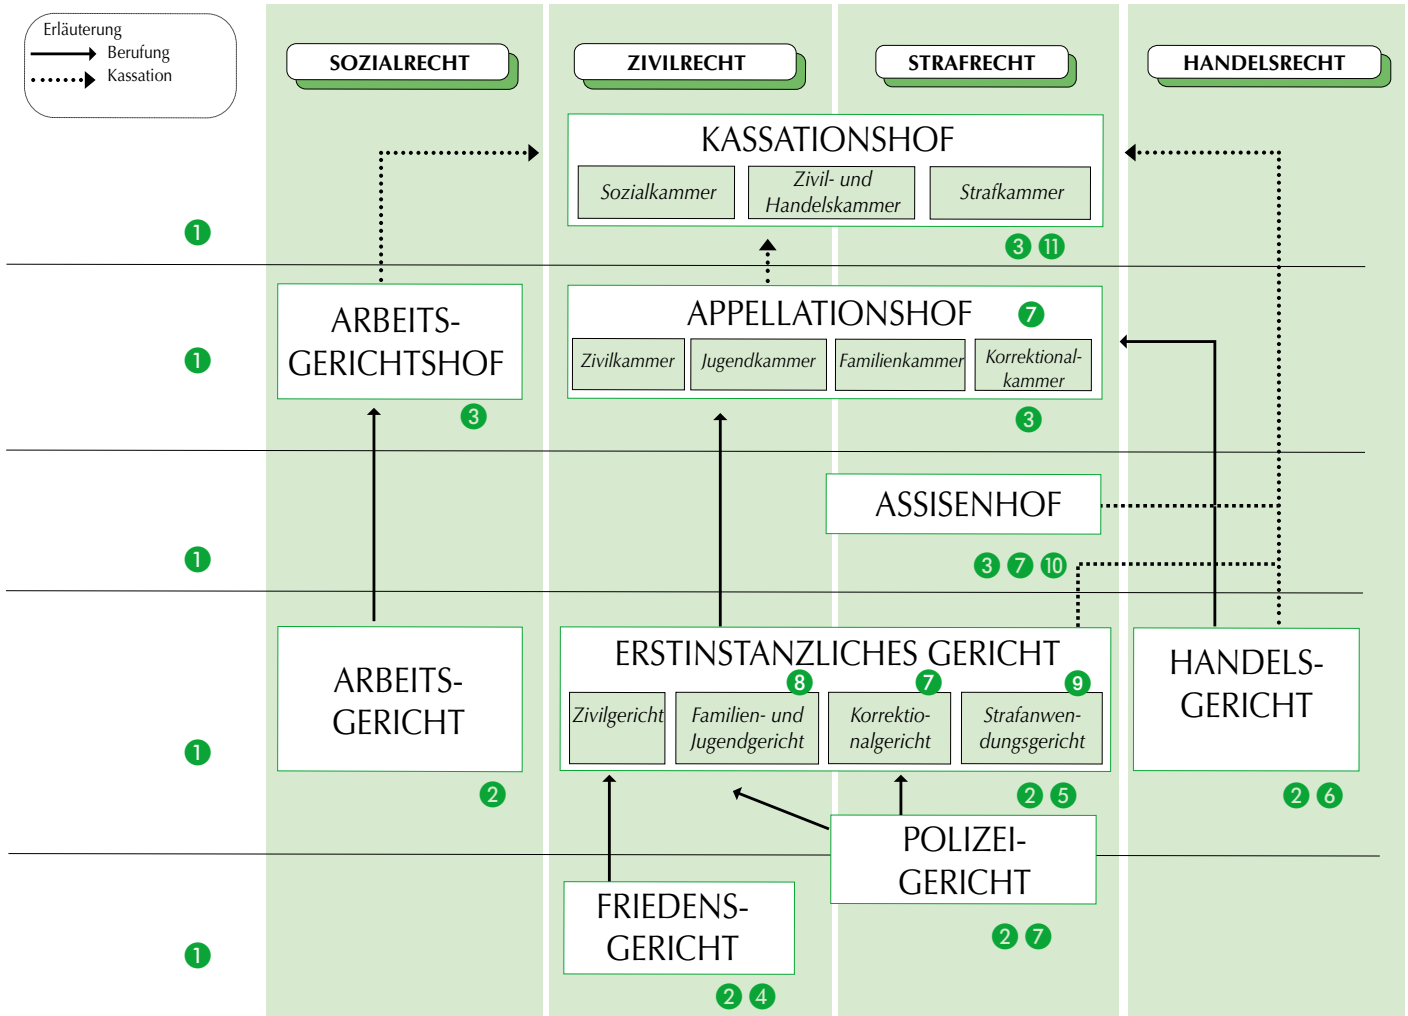 Erläuterung
Berufung
Kassation
SOZIALRECHT
ZIVILRECHT
STRAFRECHT
HANDELSRECHT
KASSATIONSHOF
Sozialkammer
Zivil- und
Handelskammer
Strafkammer
1
3 11
ARBEITS-
GERICHTSHOF
APPELLATIONSHOF 7
Zivilkammer
Jugendkammer
Familienkammer
Korrektional-
kammer
1
3
3
ASSISENHOF
1
3 7 10
ARBEITS-
GERICHT
ERSTINSTANZLICHES GERICHT
8
7
9
Zivilgericht
Familien- und
Jugendgericht
Korrektio-
nalgericht
Strafanwen-
dungsgericht
HANDELS-
GERICHT
1
2
2 5
2 6
POLIZEI-
GERICHT
2 7
FRIEDENS-
GERICHT
1
2 4